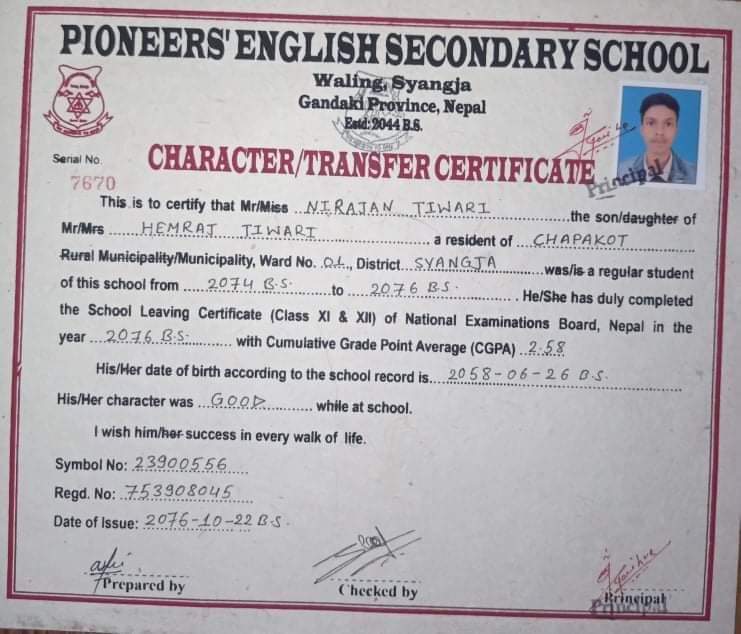 PIONEERS' ENGLISH SECONDARY SCHOOL
Waling, Syangja
Gandaki Province, Nepal
Estd: 2044 B.S.
Serial No.
7670
CHARACTER/TRANSFER CERTIFICATE
Principal
This is to certify that Mr/Miss NIRAJAN TIWARI the son/daughter of
Mr/Mrs HEMRAJ TIWARI a resident of CHAPAKOT
Rural Municipality/Municipality, Ward No. 01, District SYANGJA was/is a regular student
of this school from 2074 B.S. to 2076 B.S. He/She has duly completed
the School Leaving Certificate (Class XI & XII) of National Examinations Board, Nepal in the
year 2076 B.S. with Cumulative Grade Point Average (CGPA) 2.58
His/Her date of birth according to the school record is 2058-06-26 B.S.
His/Her character was GOOD while at school.
I wish him/her success in every walk of life.
Symbol No: 23900556
Regd. No: 753908045
Date of Issue: 2076-10-22 B.S.
Prepared by
Checked by
Principal
Principal